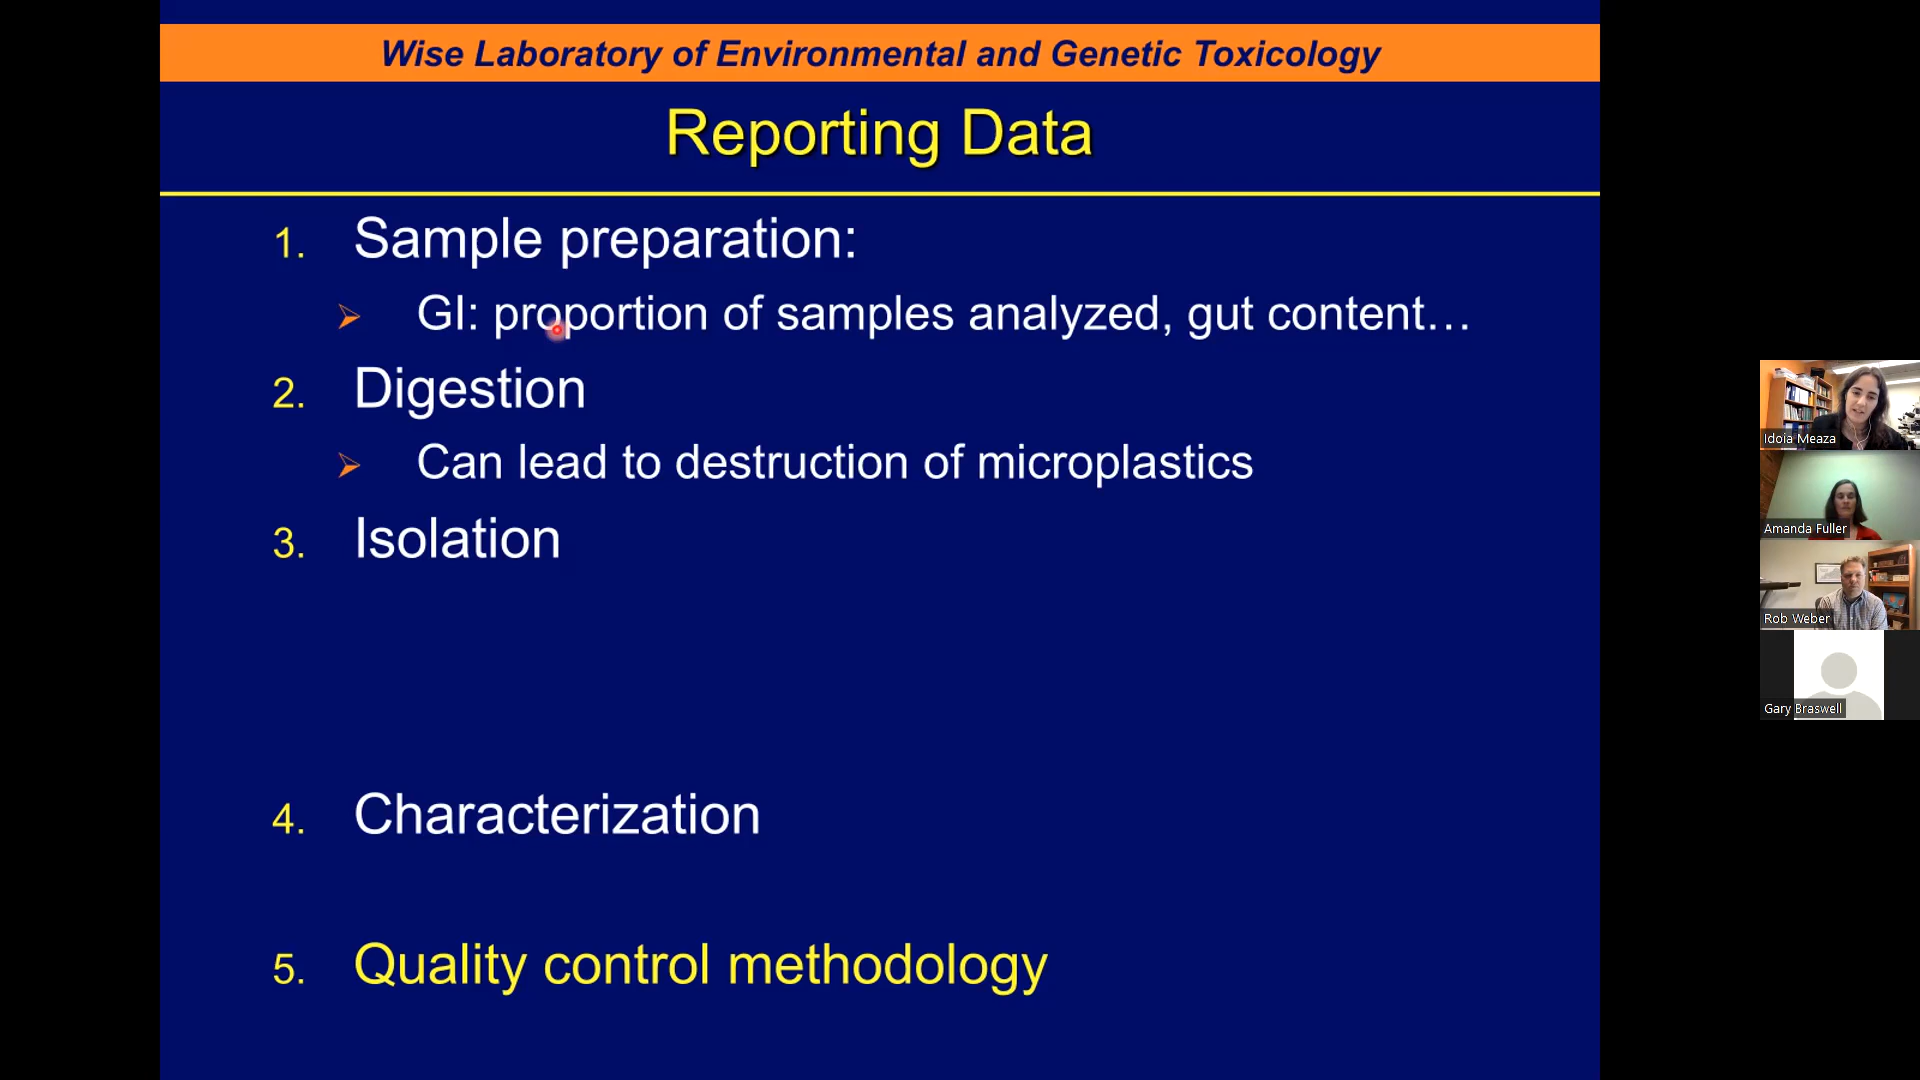 Wise Laboratory of Environmental and Genetic Toxicology
Reporting Data
1. Sample preparation:
➢ GI: proportion of samples analyzed, gut content…
2. Digestion
➢ Can lead to destruction of microplastics
3. Isolation
4. Characterization
5. Quality control methodology
Idoia Meaza
Amanda Fuller
Rob Weber
Gary Braswell